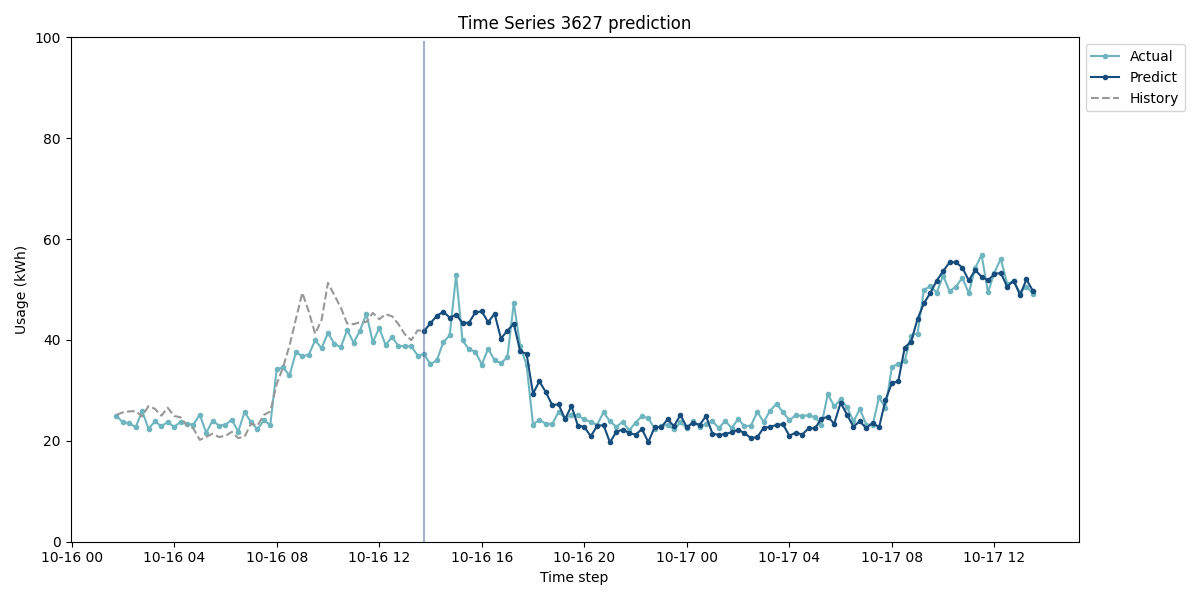 Time Series 3627 prediction
Usage (kWh)
100
80
60
40
20
0
10-16 00
10-16 04
10-16 08
10-16 12
10-16 16
10-16 20
10-17 00
10-17 04
10-17 08
10-17 12
Time step
Actual
Predict
History